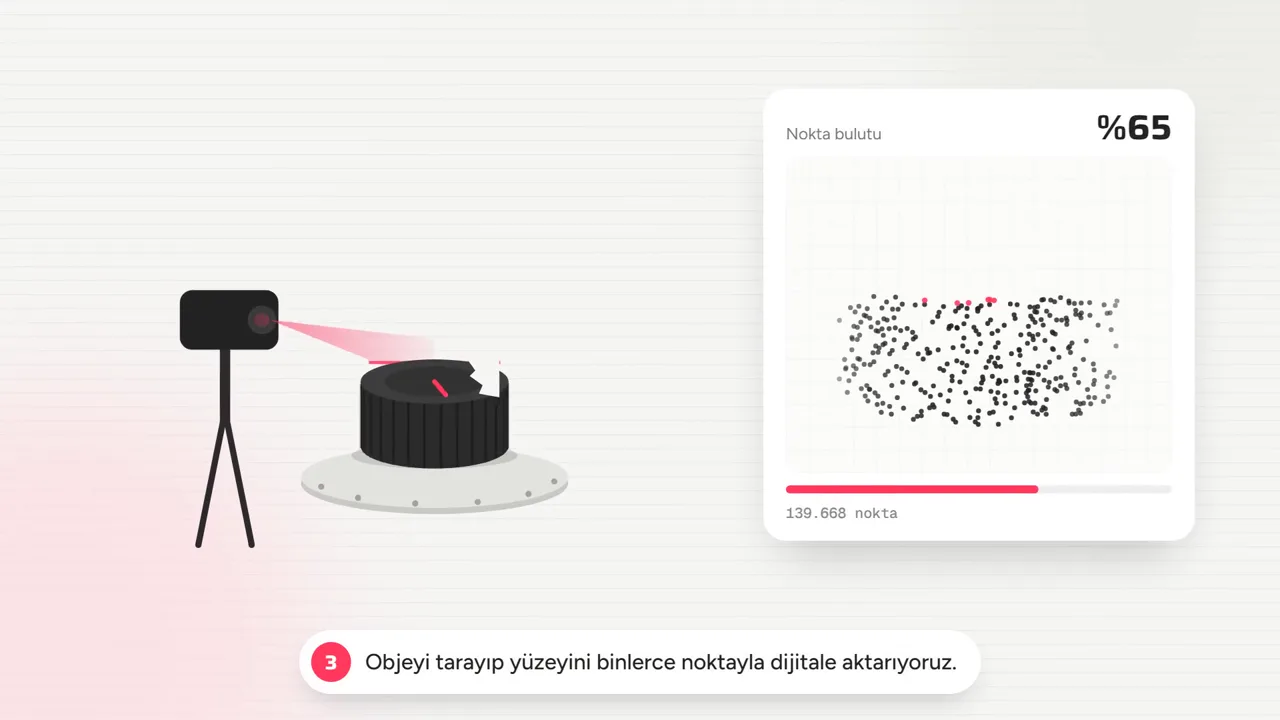 Nokta bulutu
%65
139.668 nokta
3
Objeyi tarayıp yüzeyini binlerce noktayla dijitale aktarıyoruz.